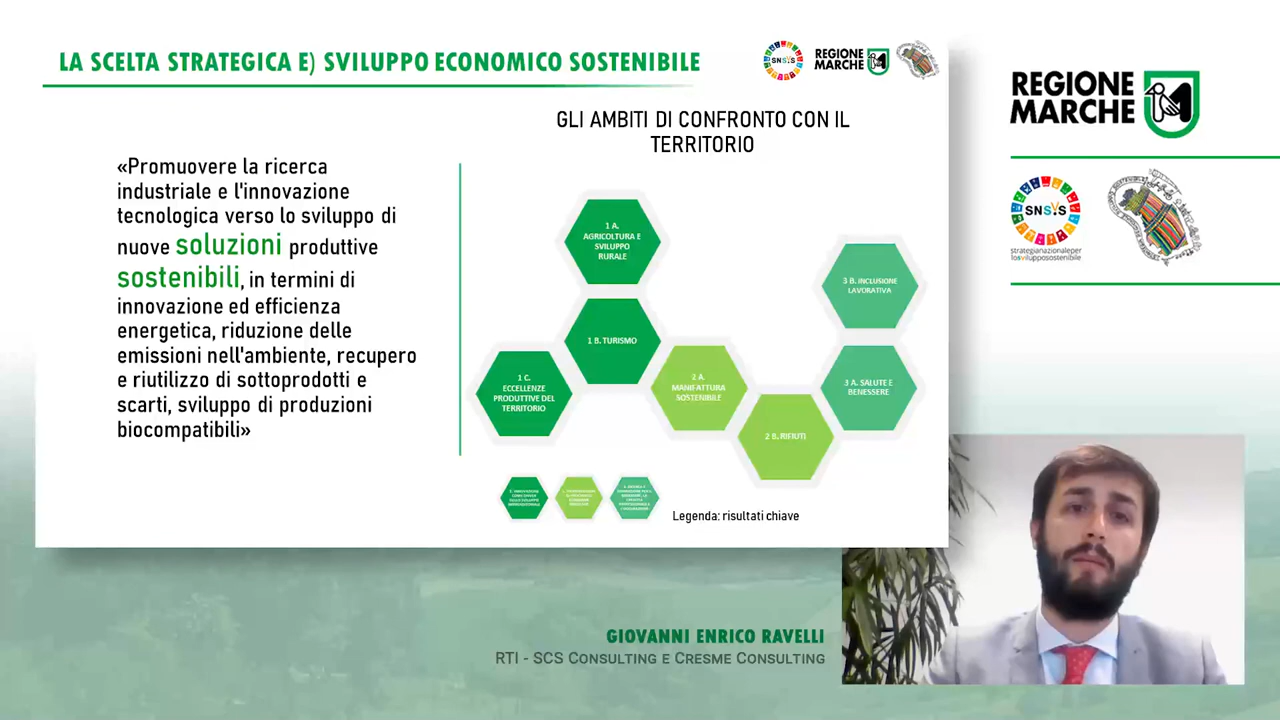 LA SCELTA STRATEGICA E) SVILUPPO ECONOMICO SOSTENIBILE
SNSVS
REGIONE
MARCHE
GLI AMBITI DI CONFRONTO CON IL
TERRITORIO
«Promuovere la ricerca
industriale e l'innovazione
tecnologica verso lo sviluppo di
nuove soluzioni produttive
sostenibili, in termini di
innovazione ed efficienza
energetica, riduzione delle
emissioni nell'ambiente, recupero
e riutilizzo di sottoprodotti e
scarti, sviluppo di produzioni
biocompatibili»
1 A.
AGRICOLTURA E
SVILUPPO
RURALE
1 B. TURISMO
1 C.
ECCELLENZE
PRODUTTIVE DEL
TERRITORIO
2 A.
MANIFATTURA
SOSTENIBILE
2 B. RIFIUTI
3 B. INCLUSIONE
LAVORATIVA
3 A. SALUTE E
BENESSERE
Legenda: risultati chiave
REGIONE
MARCHE
SNSVS
strategianazionaleper
losvilupposostenibile
GIOVANNI ENRICO RAVELLI
RTI - SCS CONSULTING E CRESME CONSULTING